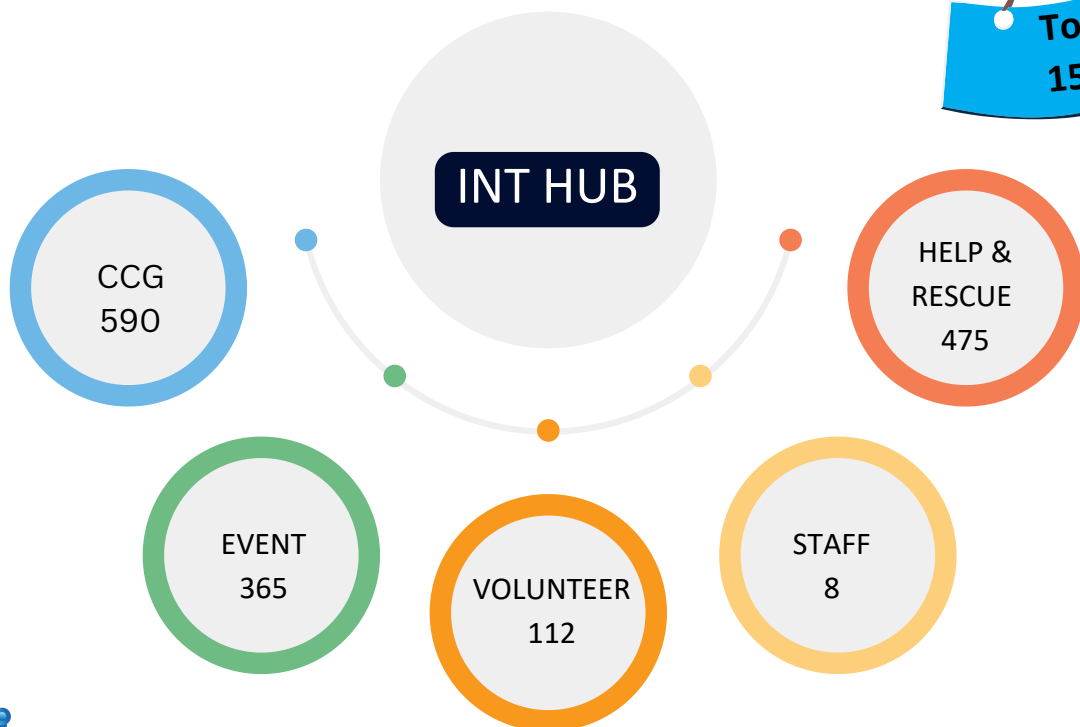 INT HUB
CCG
590
HELP &
RESCUE
475
EVENT
365
VOLUNTEER
112
STAFF
8